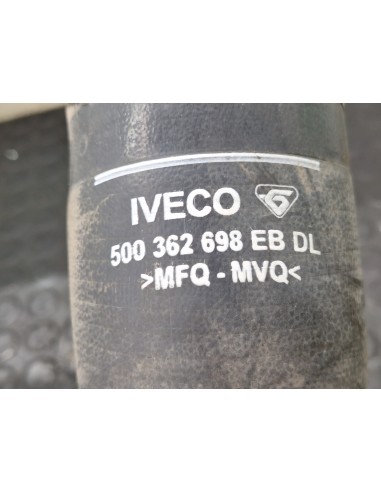 IVECO
500 362 698 EB DL
>MFQ - MVQ<